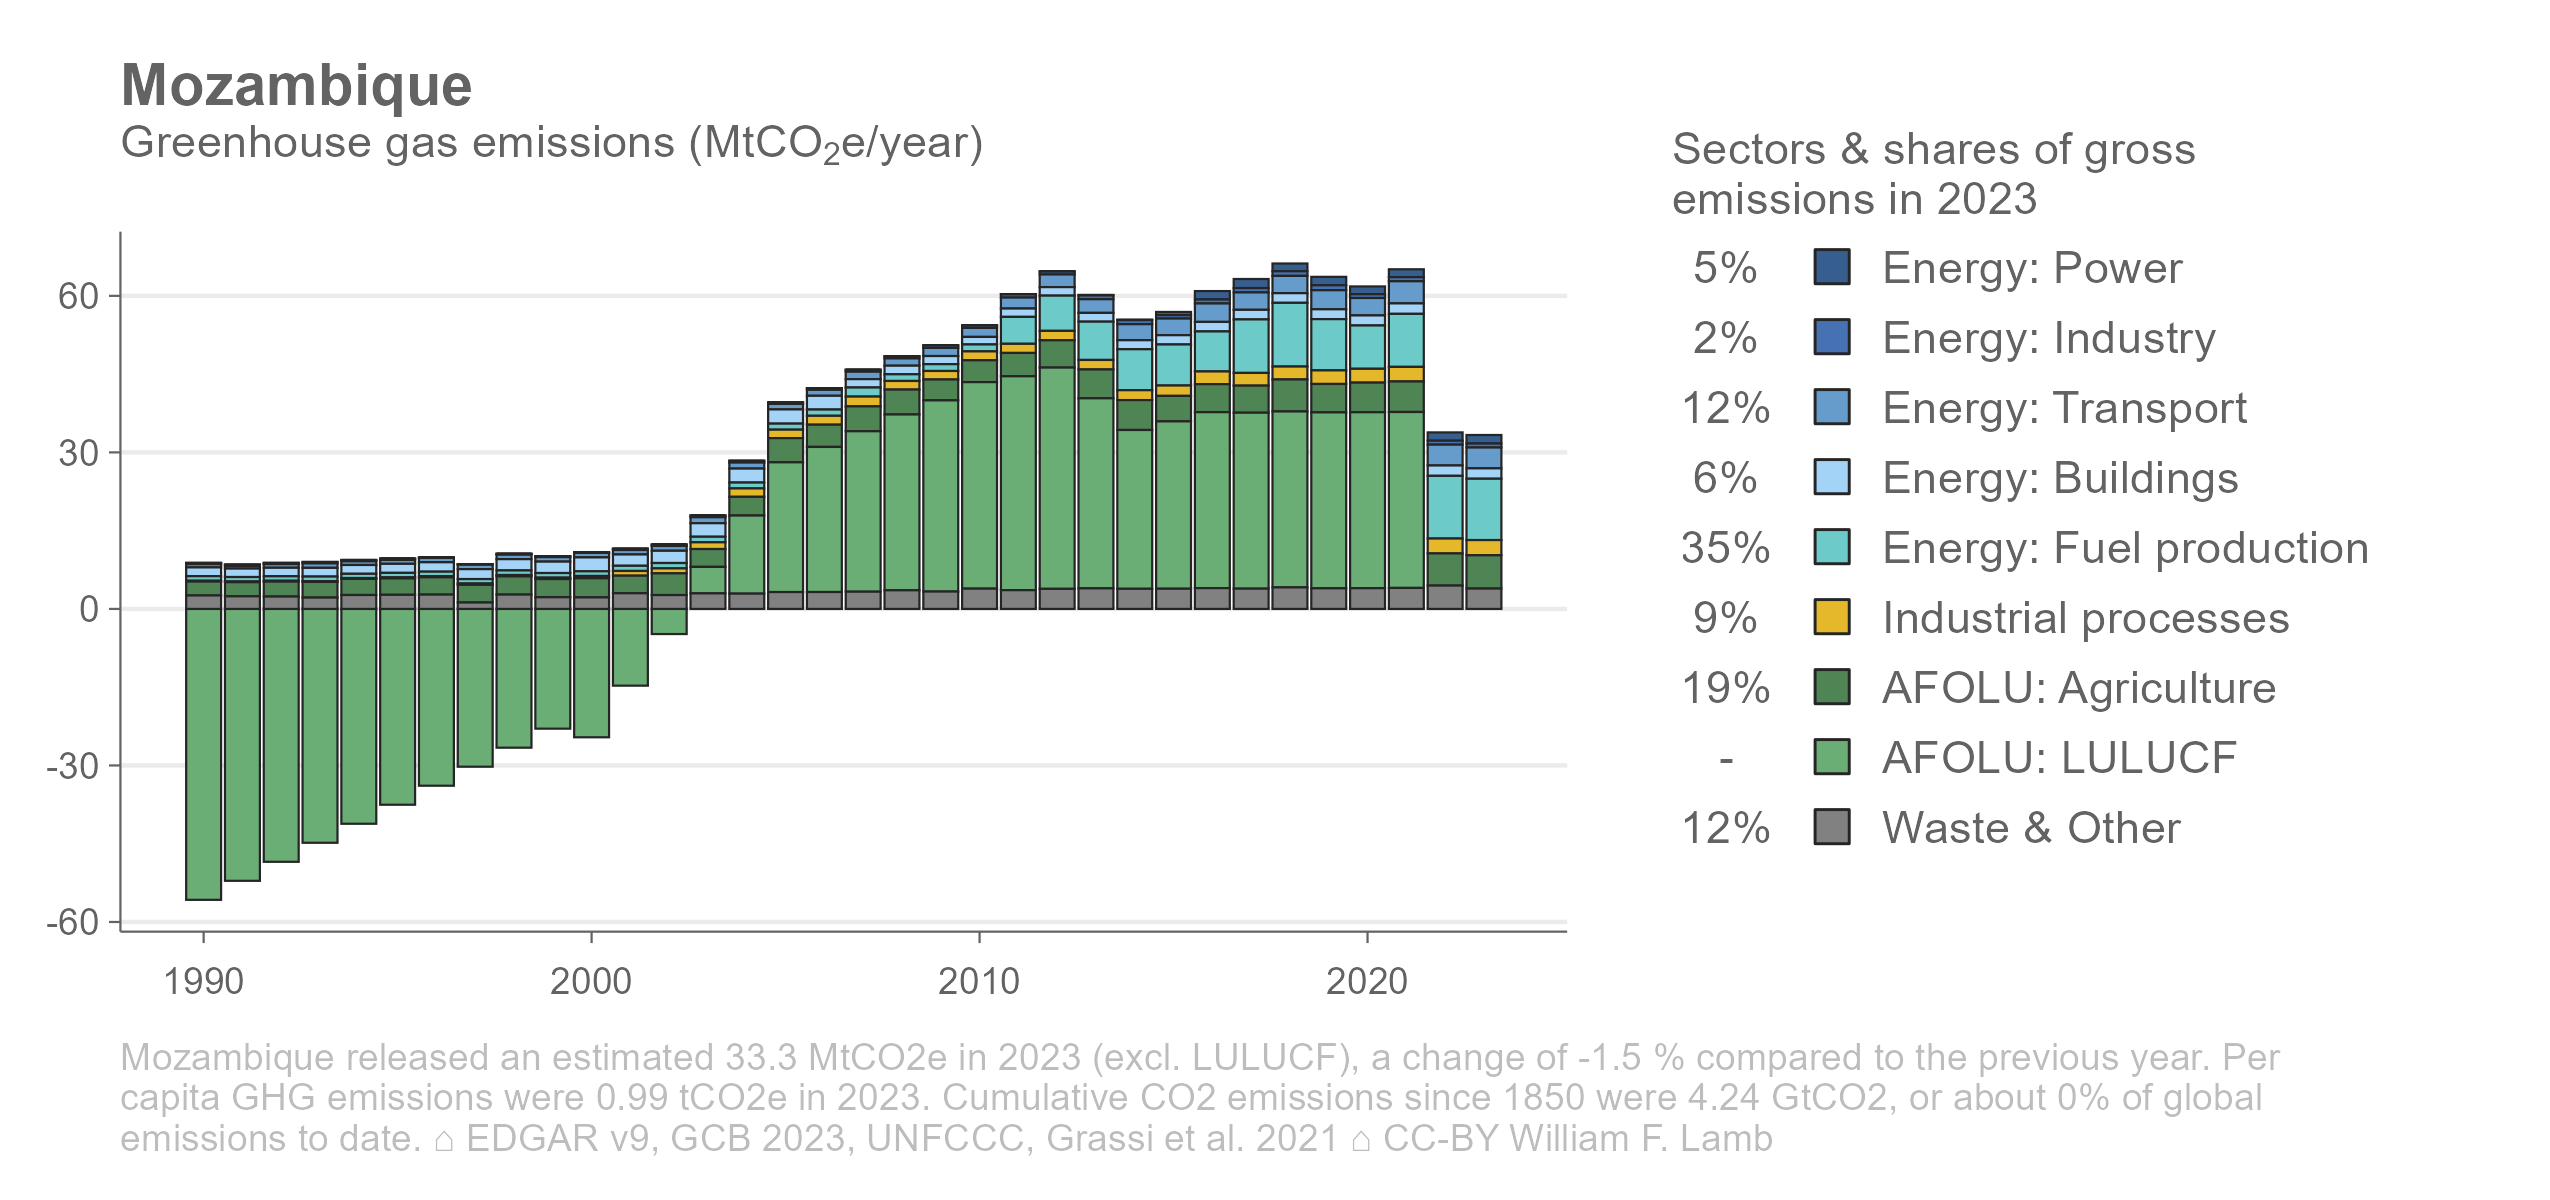 Mozambique
Greenhouse gas emissions (MtCO₂e/year)
Sectors & shares of gross
emissions in 2023
5% Energy: Power
2% Energy: Industry
12% Energy: Transport
6% Energy: Buildings
35% Energy: Fuel production
9% Industrial processes
19% AFOLU: Agriculture
- AFOLU: LULUCF
12% Waste & Other
60
30
0
-30
-60
1990 2000 2010 2020
Mozambique released an estimated 33.3 MtCO2e in 2023 (excl. LULUCF), a change of -1.5 % compared to the previous year. Per
capita GHG emissions were 0.99 tCO2e in 2023. Cumulative CO2 emissions since 1850 were 4.24 GtCO2, or about 0% of global
emissions to date. ⌂ EDGAR v9, GCB 2023, UNFCCC, Grassi et al. 2021 ⌂ CC-BY William F. Lamb